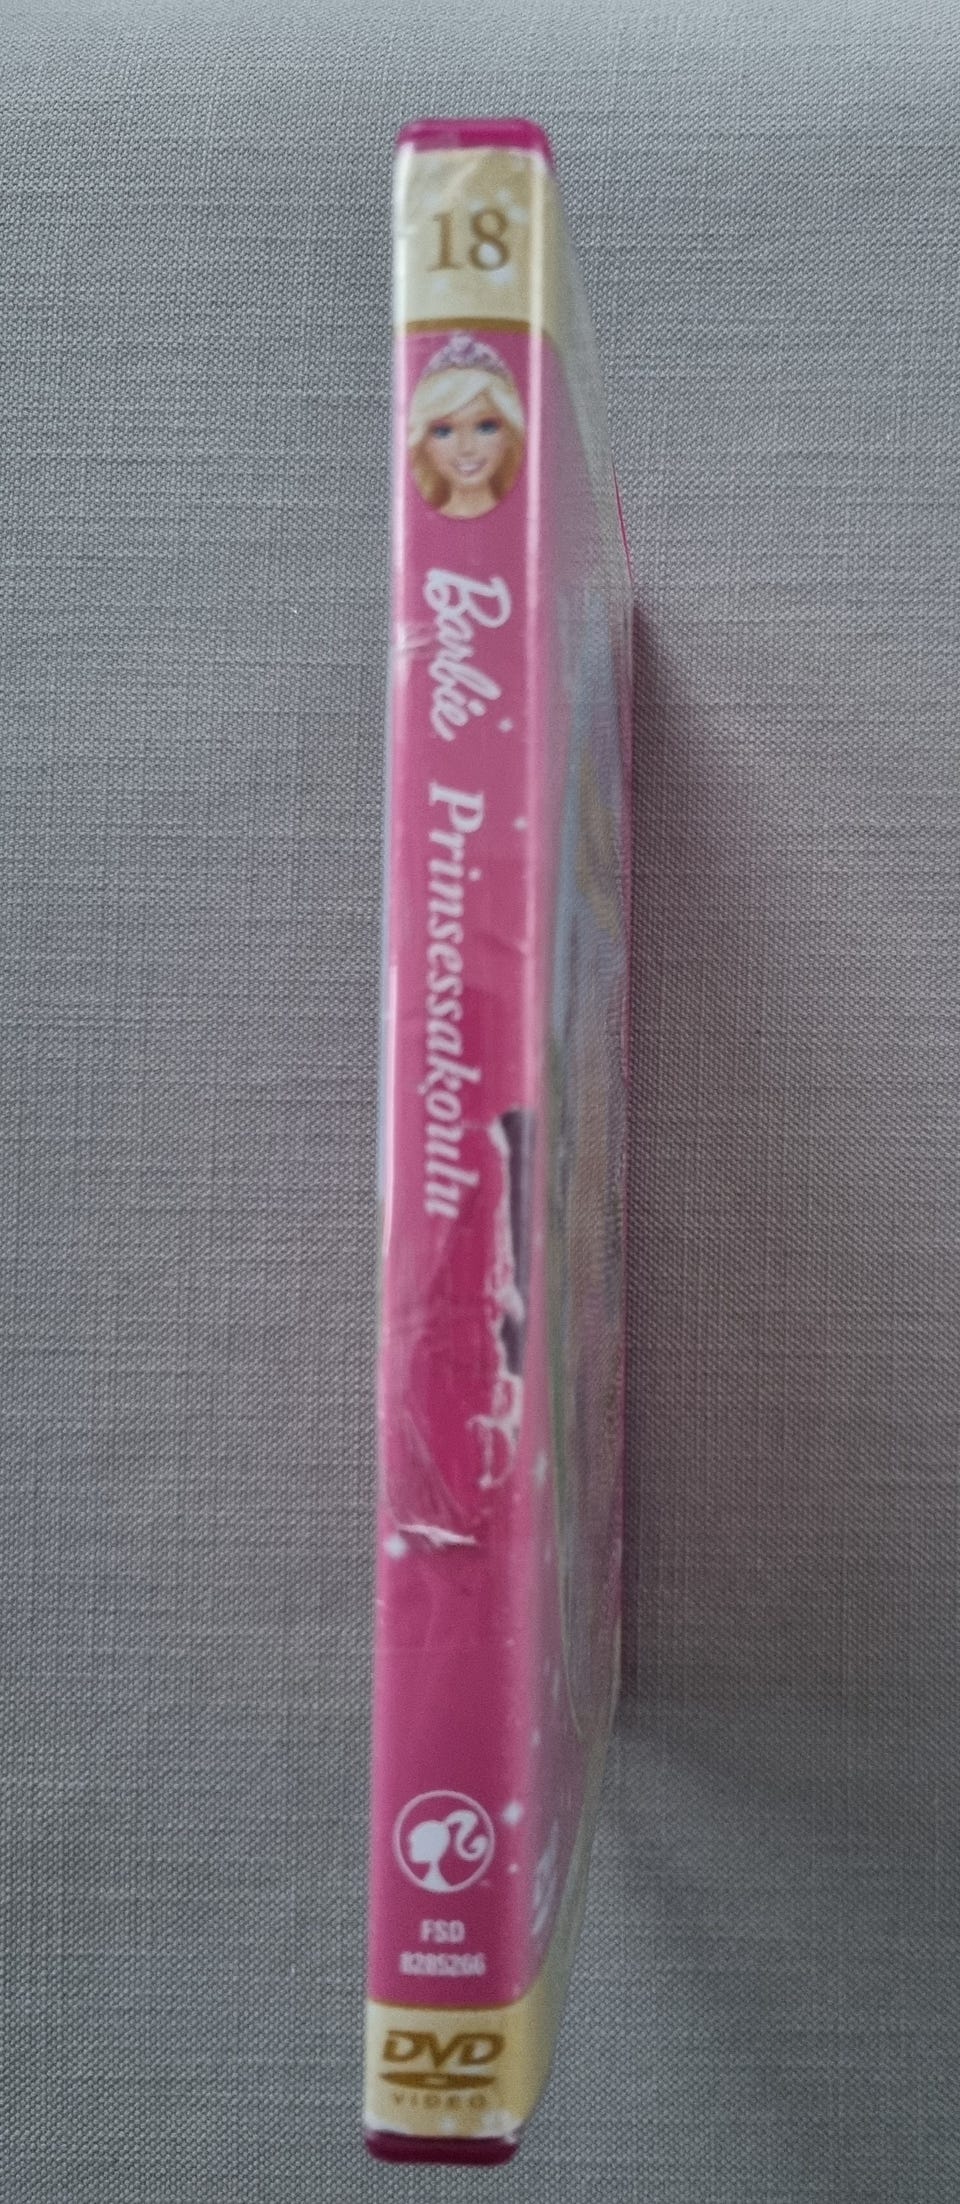 18
Barbie Prinsessakoulu
FSD
8285266
DVD
VIDEO